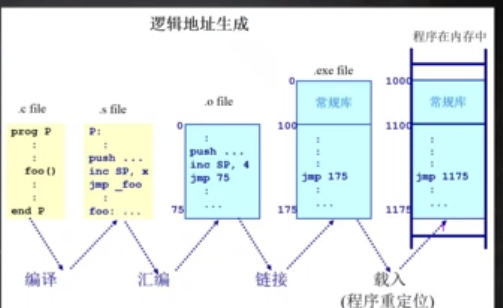 逻辑地址生成
程序在内存中
.c file
.s file
.o file
.exe file
prog P
:
:
foo()
:
:
end P
P:
:
push ...
inc SP, x
jmp _foo
:
foo: ...
0
:
push ...
inc SP, 4
jmp 75
:
...
75
0
常规库
100
:
:
:
jmp 175
:
...
175
1000
常规库
1100
:
:
:
jmp 1175
:
...
1175
编译
汇编
链接
载入
(程序重定位)